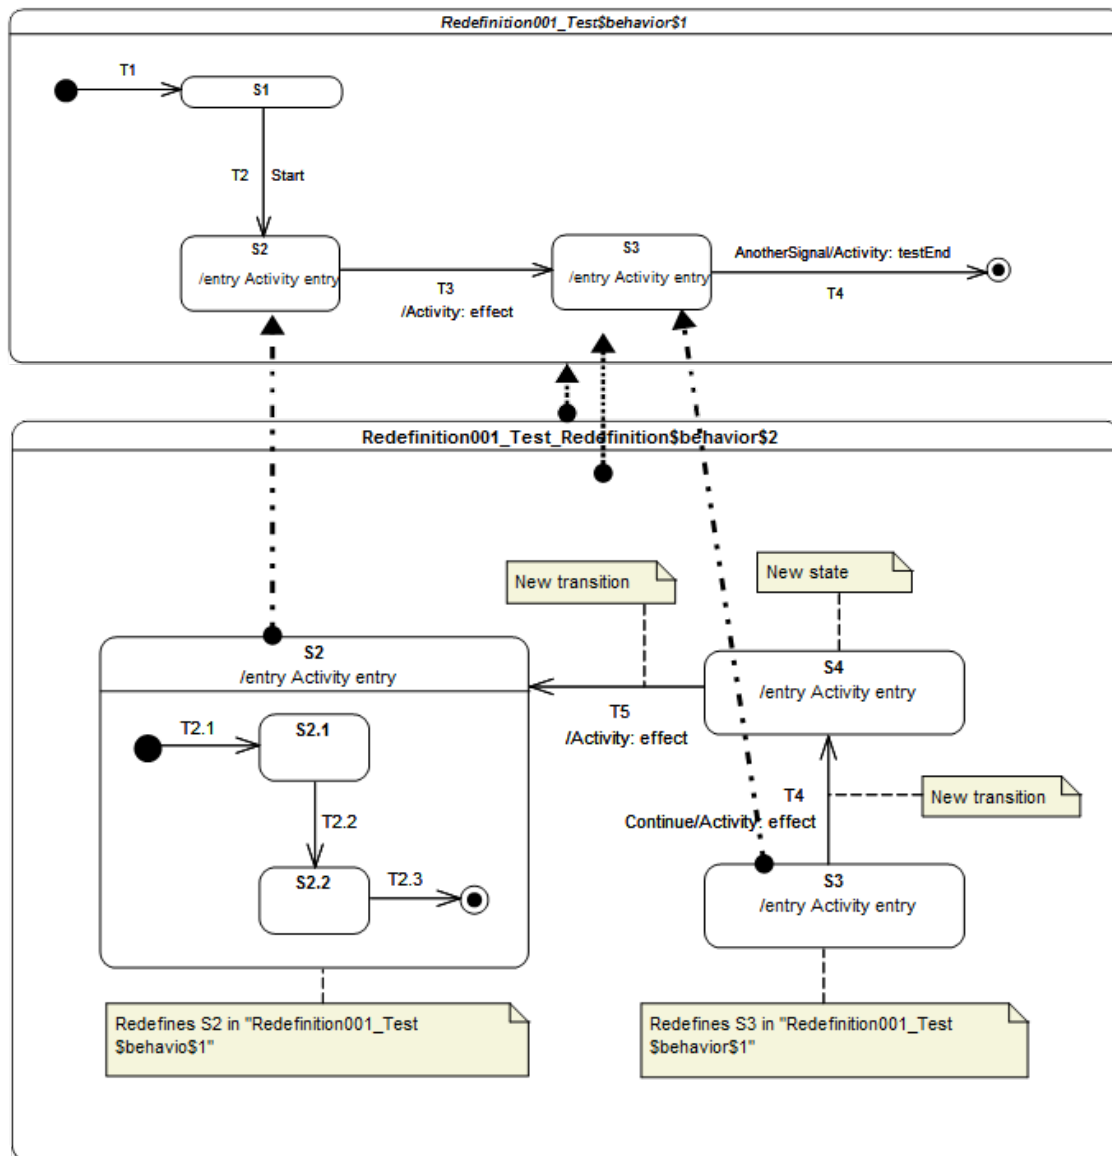 Redefinition001_Test$behavior$1
T1
S1
T2 Start
S2
/entry Activity entry
T3
/Activity: effect
S3
/entry Activity entry
AnotherSignal/Activity: testEnd
T4
Redefinition001_Test_Redefinition$behavior$2
New transition
New state
S2
/entry Activity entry
S4
/entry Activity entry
T5
/Activity: effect
T2.1
S2.1
T2.2
S2.2
T2.3
T4
Continue/Activity: effect
New transition
S3
/entry Activity entry
Redefines S2 in "Redefinition001_Test
$behavio$1"
Redefines S3 in "Redefinition001_Test
$behavior$1"